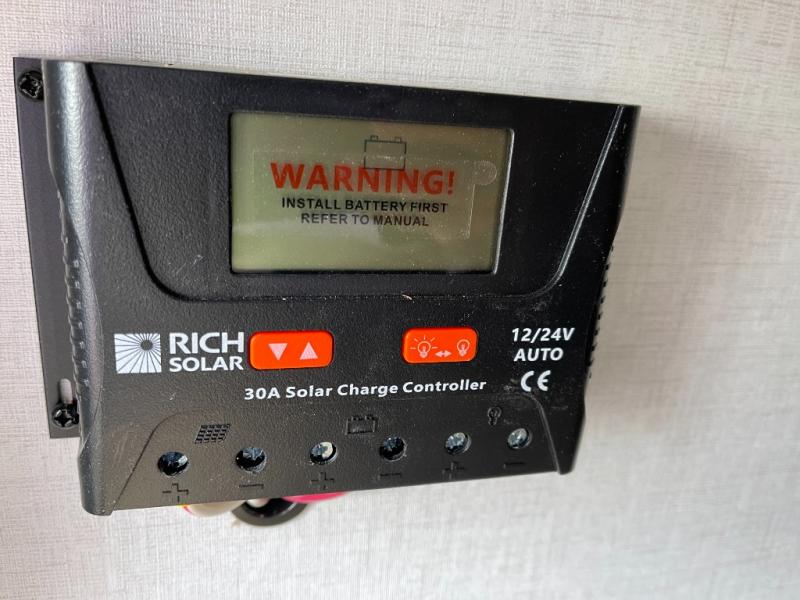 WARNING!
INSTALL BATTERY FIRST
REFER TO MANUAL
RICH
SOLAR
12/24V
AUTO
CE
30A Solar Charge Controller
+ - + - + -